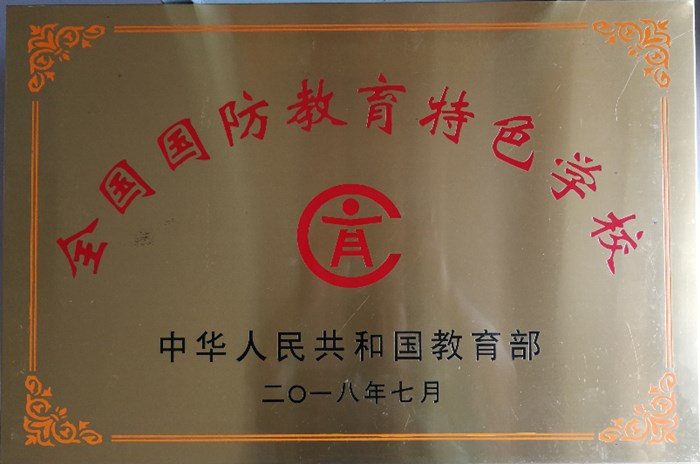 全国国防教育特色学校
中华人民共和国教育部
二〇一八年七月